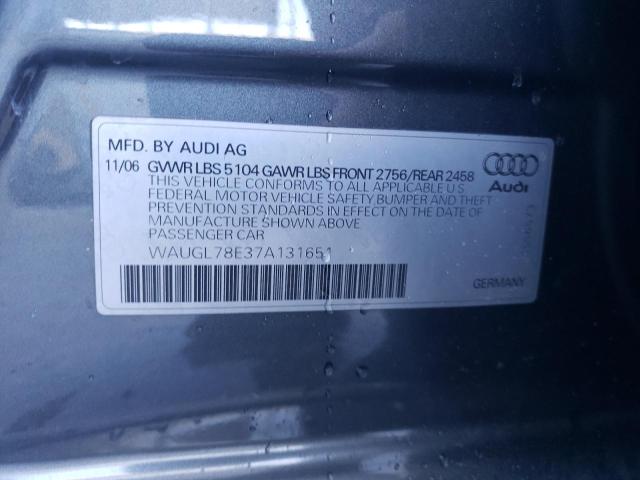 MFD. BY AUDI AG
11/06 GVWR LBS 5104 GAWR LBS FRONT 2756/REAR 2458
THIS VEHICLE CONFORMS TO ALL APPLICABLE U.S
FEDERAL MOTOR VEHICLE SAFETY BUMPER AND THEFT
PREVENTION STANDARDS IN EFFECT ON THE DATE OF
MANUFACTURE SHOWN ABOVE
PASSENGER CAR
WAUGL78E37A131651
Audi
GERMANY